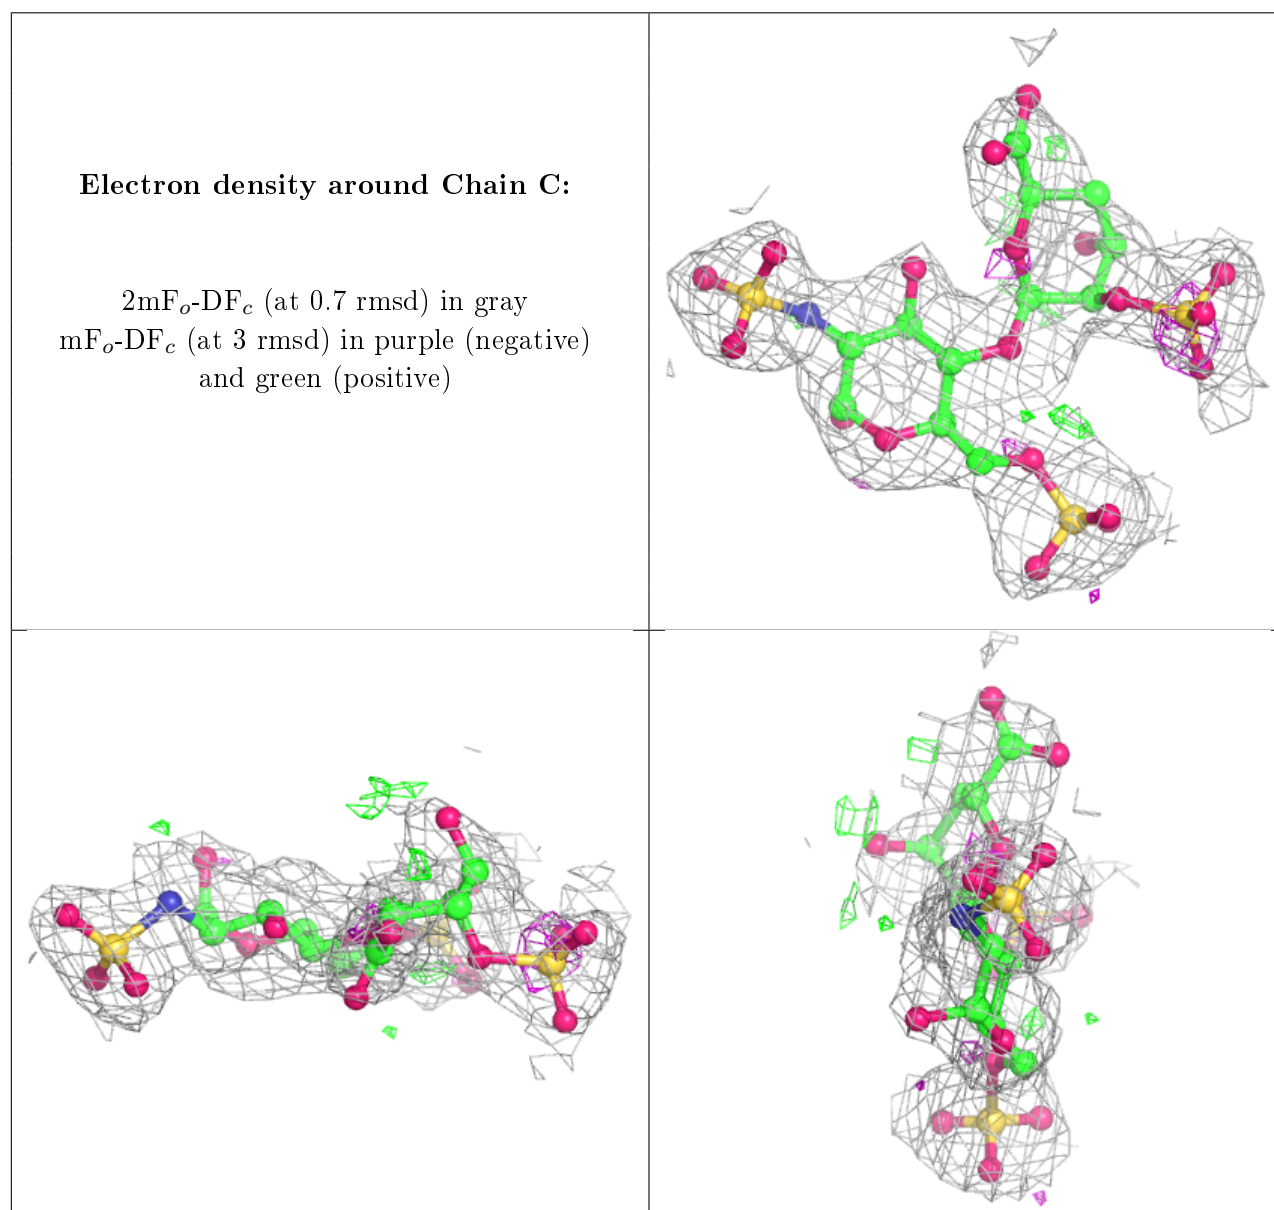 Electron density around Chain C:
2mFo-DFc (at 0.7 rmsd) in gray
mFo-DFc (at 3 rmsd) in purple (negative)
and green (positive)